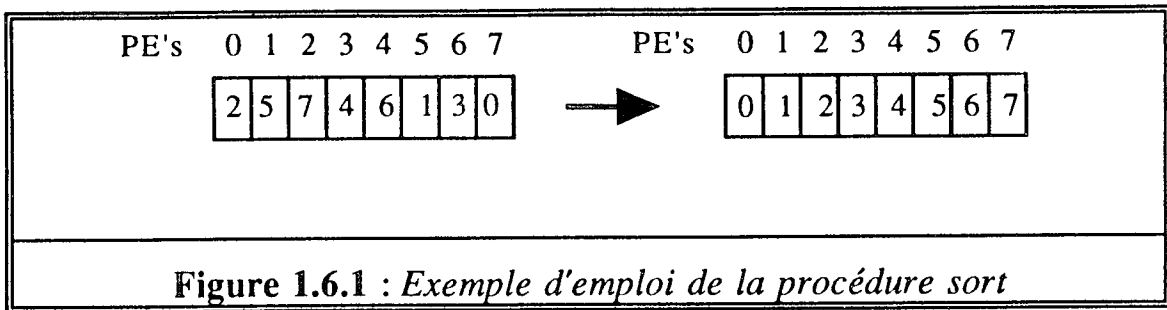 PE's 0 1 2 3 4 5 6 7 PE's 0 1 2 3 4 5 6 7
2 5 7 4 6 1 3 0 0 1 2 3 4 5 6 7
Figure 1.6.1 : Exemple d'emploi de la procédure sort